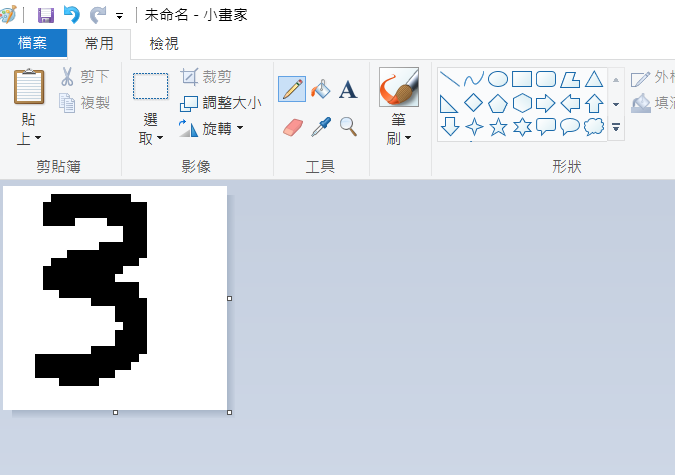 未命名 - 小畫家
檔案 常用 檢視
貼上
剪下
複製
剪貼簿
選取
裁剪
調整大小
旋轉
影像
A
工具
筆刷
形狀
3